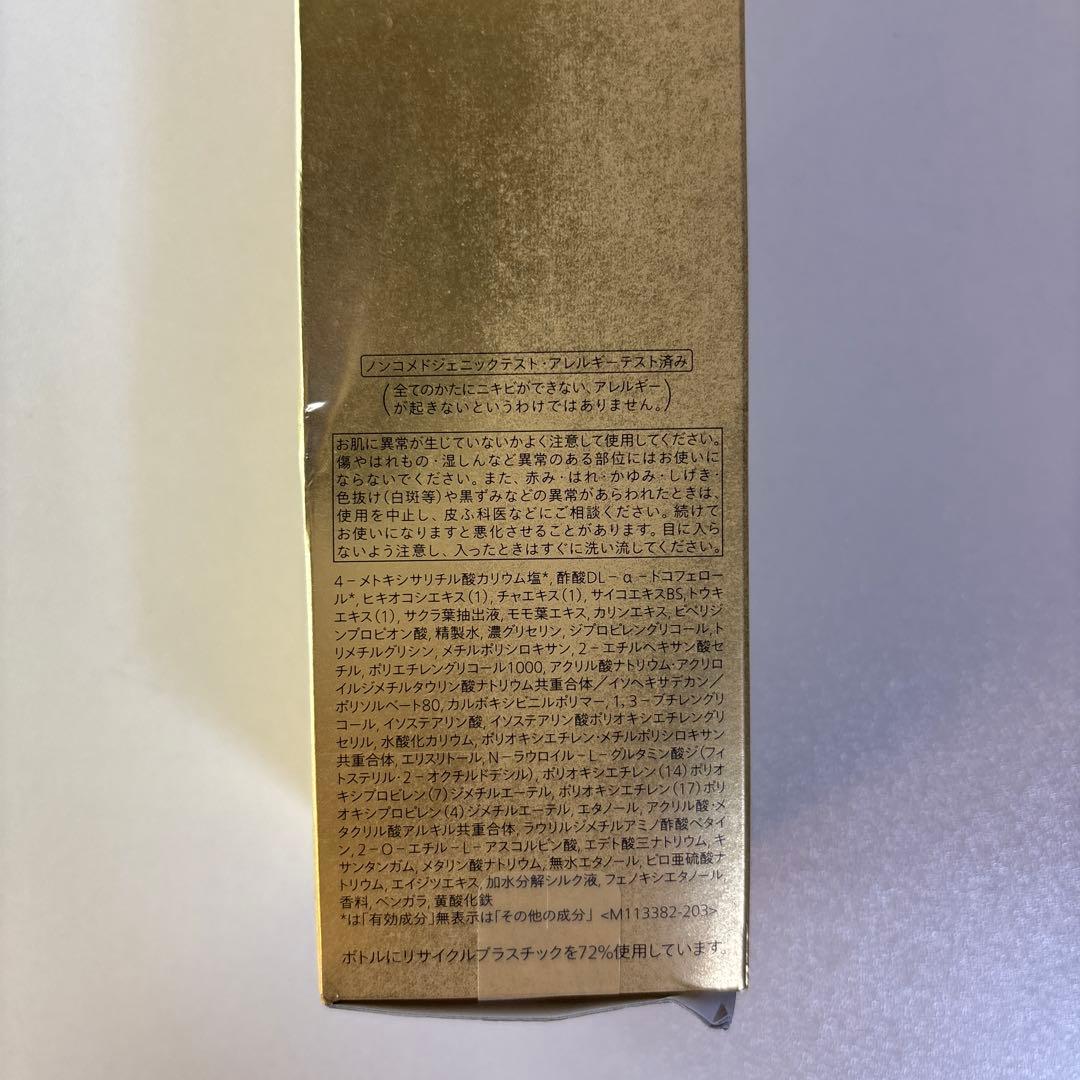 ノンコメドジェニックテスト・アレルギーテスト済み
(全てのかたにニキビができない、アレルギー
が起きないというわけではありません。)
お肌に異常が生じていないかよく注意して使用してください。
傷やはれもの・湿しんなど異常のある部位にはお使いに
ならないでください。また、赤み・はれ・かゆみ・しげき・
色抜け(白斑等)や黒ずみなどの異常があらわれたときは、
使用を中止し、皮ふ科医などにご相談ください。続けて
お使いになりますと悪化させることがあります。目に入ら
ないよう注意し、入ったときはすぐに洗い流してください。
4-メトキシサリチル酸カリウム塩*, 酢酸DL-α-トコフェロー
ル*, ヒキオコシエキス(1), チャエキス(1), サイコエキスBS, トウキ
エキス(1), サクラ葉抽出液, モモ葉エキス, カリンエキス, ピペリジ
ンプロピオン酸, 精製水, 濃グリセリン, ジプロピレングリコール, ト
リメチルグリシン, メチルポリシロキサン, 2-エチルヘキサン酸セ
チル, ポリエチレングリコール1000, アクリル酸ナトリウム・アクリロ
イルジメチルタウリン酸ナトリウム共重合体/イソヘキサデカン/
ポリソルベート80, カルボキシビニルポリマー, 1,3-ブチレングリ
コール, イソステアリン酸, イソステアリン酸ポリオキシエチレングリ
セリル, 水酸化カリウム, ポリオキシエチレン・メチルポリシロキサン
共重合体, エリスリトール, N-ラウロイル-L-グルタミン酸ジ(フィ
トステリル・2-オクチルドデシル), ポリオキシエチレン(14)ポリオ
キシプロピレン(7)ジメチルエーテル, ポリオキシエチレン(17)ポリ
オキシプロピレン(4)ジメチルエーテル, エタノール, アクリル酸・メ
タクリル酸アルキル共重合体, ラウリルジメチルアミノ酢酸ベタイ
ン, 2-O-エチル-L-アスコルビン酸, エデト酸三ナトリウム, キ
サンタンガム, メタリン酸ナトリウム, 無水エタノール, ピロ亜硫酸ナ
トリウム, エイジツエキス, 加水分解シルク液, フェノキシエタノール,
香料, ベンガラ, 黄酸化鉄
*は「有効成分」無表示は「その他の成分」 <M113382-203>
ボトルにリサイクルプラスチックを72%使用しています。